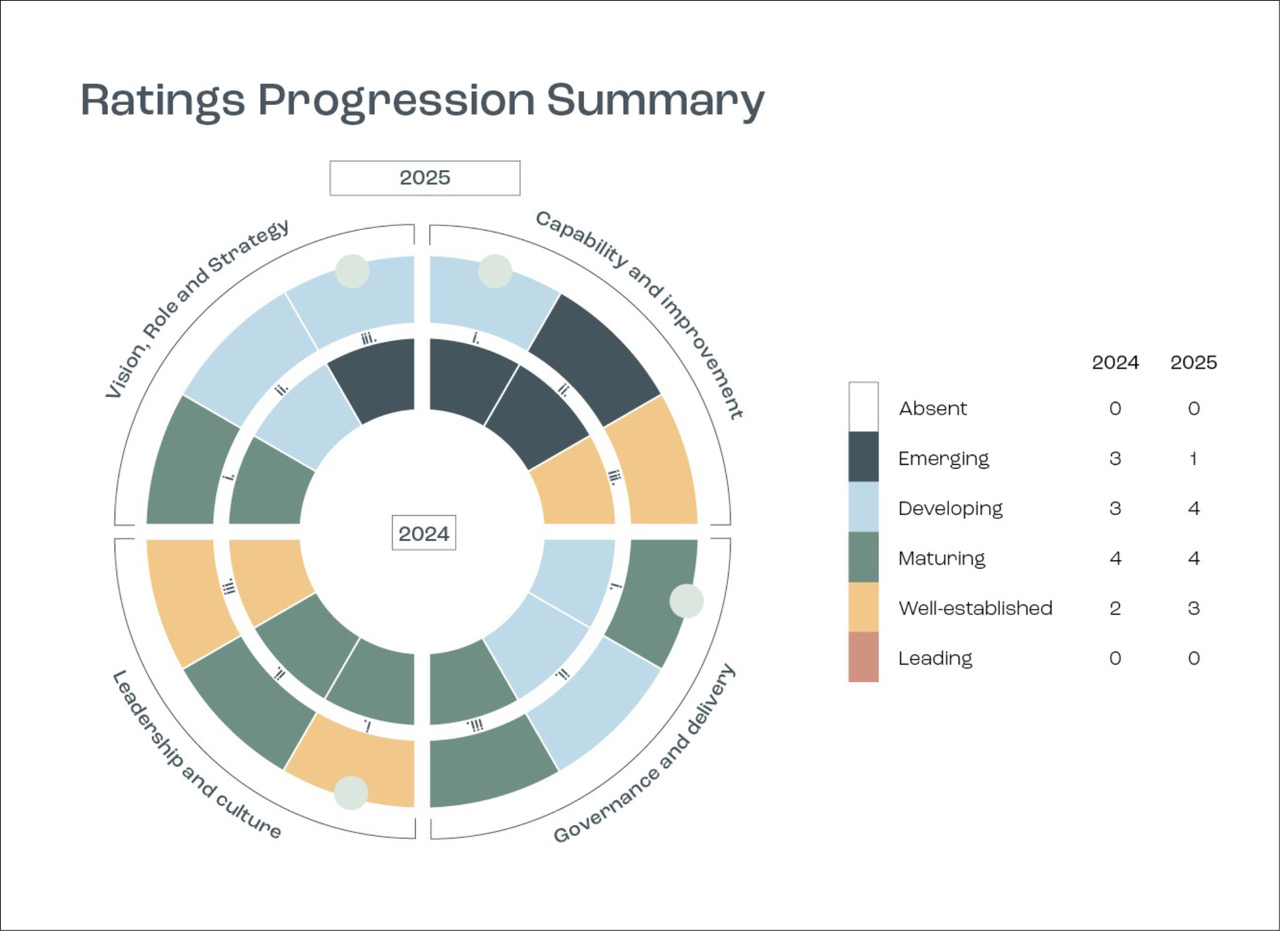 Ratings Progression Summary
2025
Vision, Role and Strategy
Capability and improvement
iii.
i.
ii.
ii.
i.
iii.
2024
iii.
i.
ii.
ii.
i.
iii.
Leadership and culture
Governance and delivery
2024 2025
Absent 0 0
Emerging 3 1
Developing 3 4
Maturing 4 4
Well-established 2 3
Leading 0 0